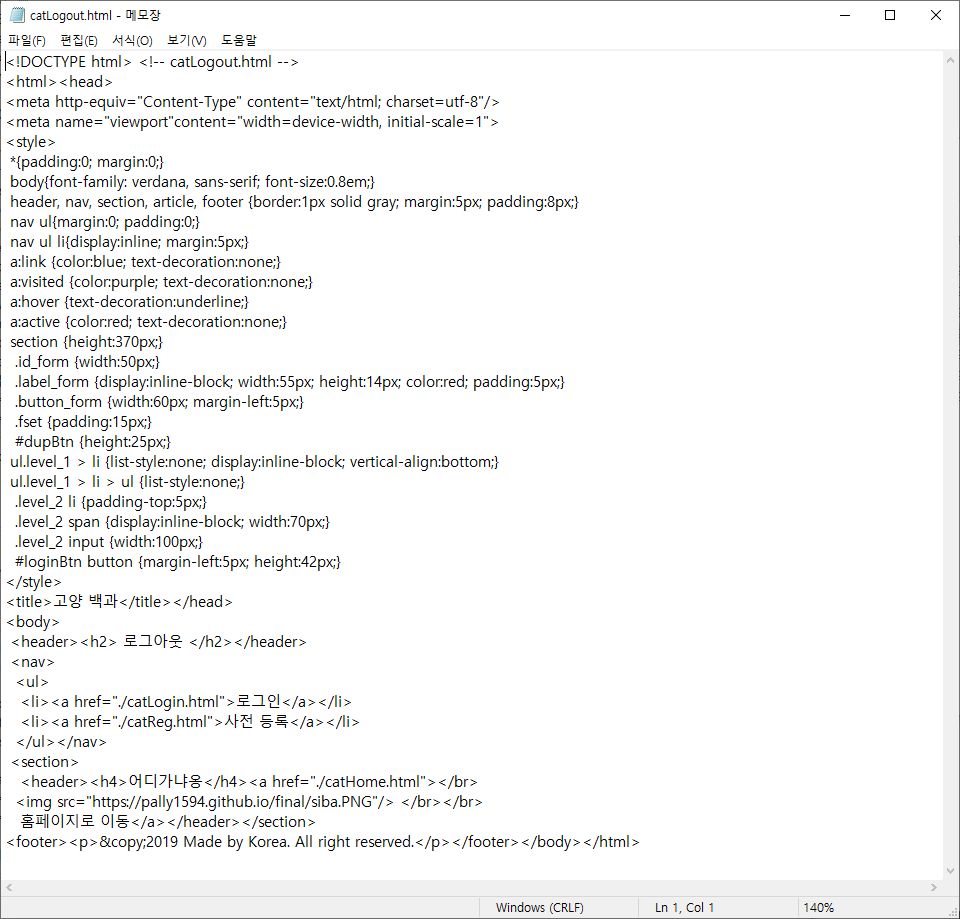 catLogout.html - 메모장
파일(F) 편집(E) 서식(O) 보기(V) 도움말
<!DOCTYPE html> <!-- catLogout.html -->
<html><head>
<meta http-equiv="Content-Type" content="text/html; charset=utf-8"/>
<meta name="viewport"content="width=device-width, initial-scale=1">
<style>
*{padding:0; margin:0;}
body{font-family: verdana, sans-serif; font-size:0.8em;}
header, nav, section, article, footer {border:1px solid gray; margin:5px; padding:8px;}
nav ul{margin:0; padding:0;}
nav ul li{display:inline; margin:5px;}
a:link {color:blue; text-decoration:none;}
a:visited {color:purple; text-decoration:none;}
a:hover {text-decoration:underline;}
a:active {color:red; text-decoration:none;}
section {height:370px;}
.id_form {width:50px;}
.label_form {display:inline-block; width:55px; height:14px; color:red; padding:5px;}
.button_form {width:60px; margin-left:5px;}
.fset {padding:15px;}
#dupBtn {height:25px;}
ul.level_1 > li {list-style:none; display:inline-block; vertical-align:bottom;}
ul.level_1 > li > ul {list-style:none;}
.level_2 li {padding-top:5px;}
.level_2 span {display:inline-block; width:70px;}
.level_2 input {width:100px;}
#loginBtn button {margin-left:5px; height:42px;}
</style>
<title>고양 백과</title></head>
<body>
<header><h2> 로그아웃 </h2></header>
<nav>
<ul>
<li><a href="./catLogin.html">로그인</a></li>
<li><a href="./catReg.html">사전 등록</a></li>
</ul></nav>
<section>
<header><h4>어디가냐옹</h4><a href="./catHome.html"></br>
<img src="https://pally1594.github.io/final/siba.PNG"/> </br></br>
홈페이지로 이동</a></header></section>
<footer><p>&copy;2019 Made by Korea. All right reserved.</p></footer></body></html>
Windows (CRLF) Ln 1, Col 1 140%